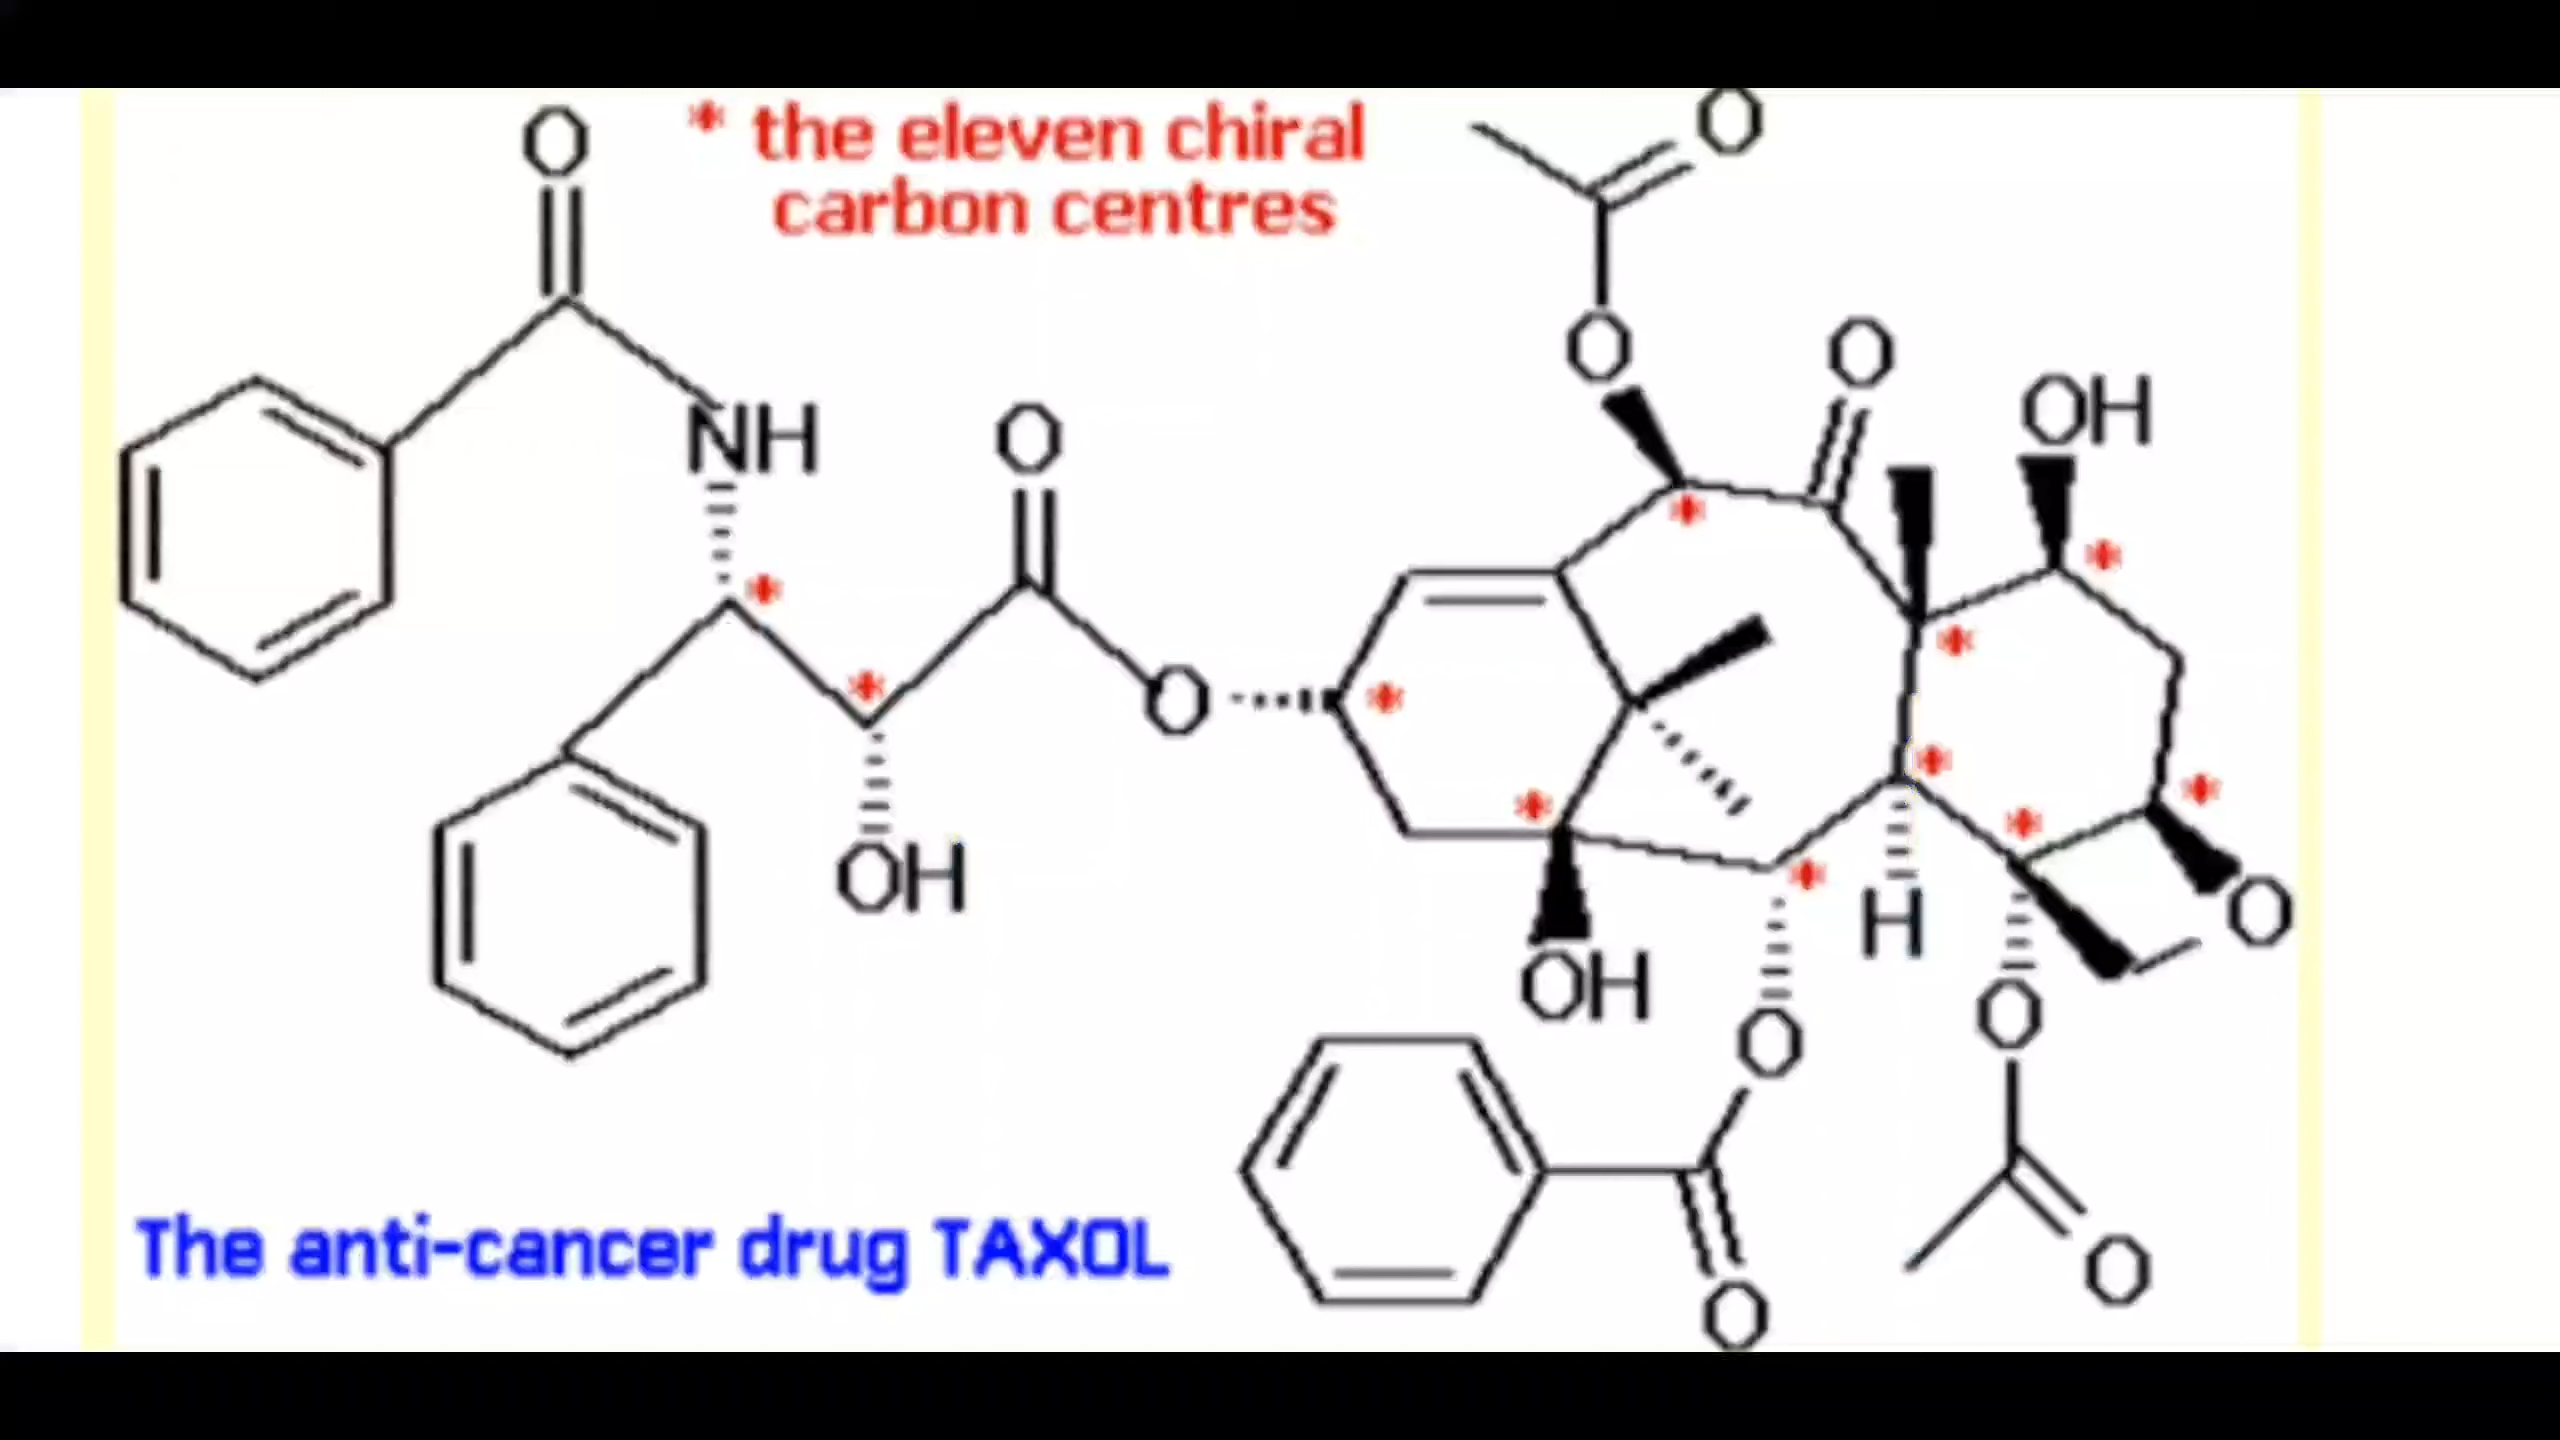 * the eleven chiral
carbon centres
O
O
O
O
OH
NH
O
*
*
*
*
*
O
*
*
*
*
*
*
*
OH
H
O
OH
O
O
O
O
The anti-cancer drug TAXOL